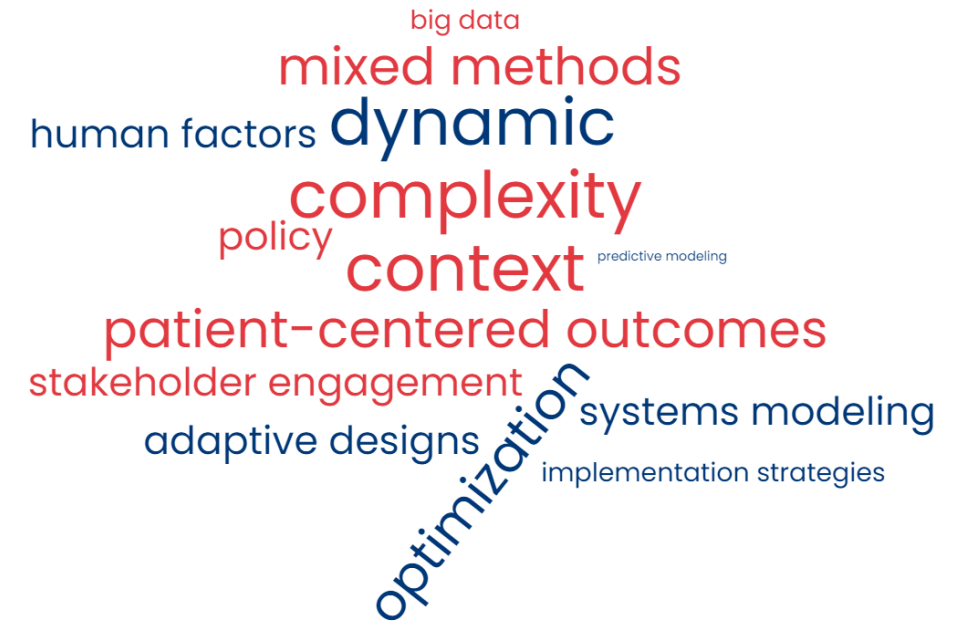 big data
mixed methods
human factors dynamic
complexity
policy
context predictive modeling
patient-centered outcomes
stakeholder engagement
optimization
systems modeling
adaptive designs
implementation strategies